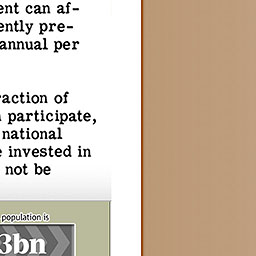 ent can af-
ently pre-
annual per
raction of
participate,
national
invested in
not be
population is
3bn